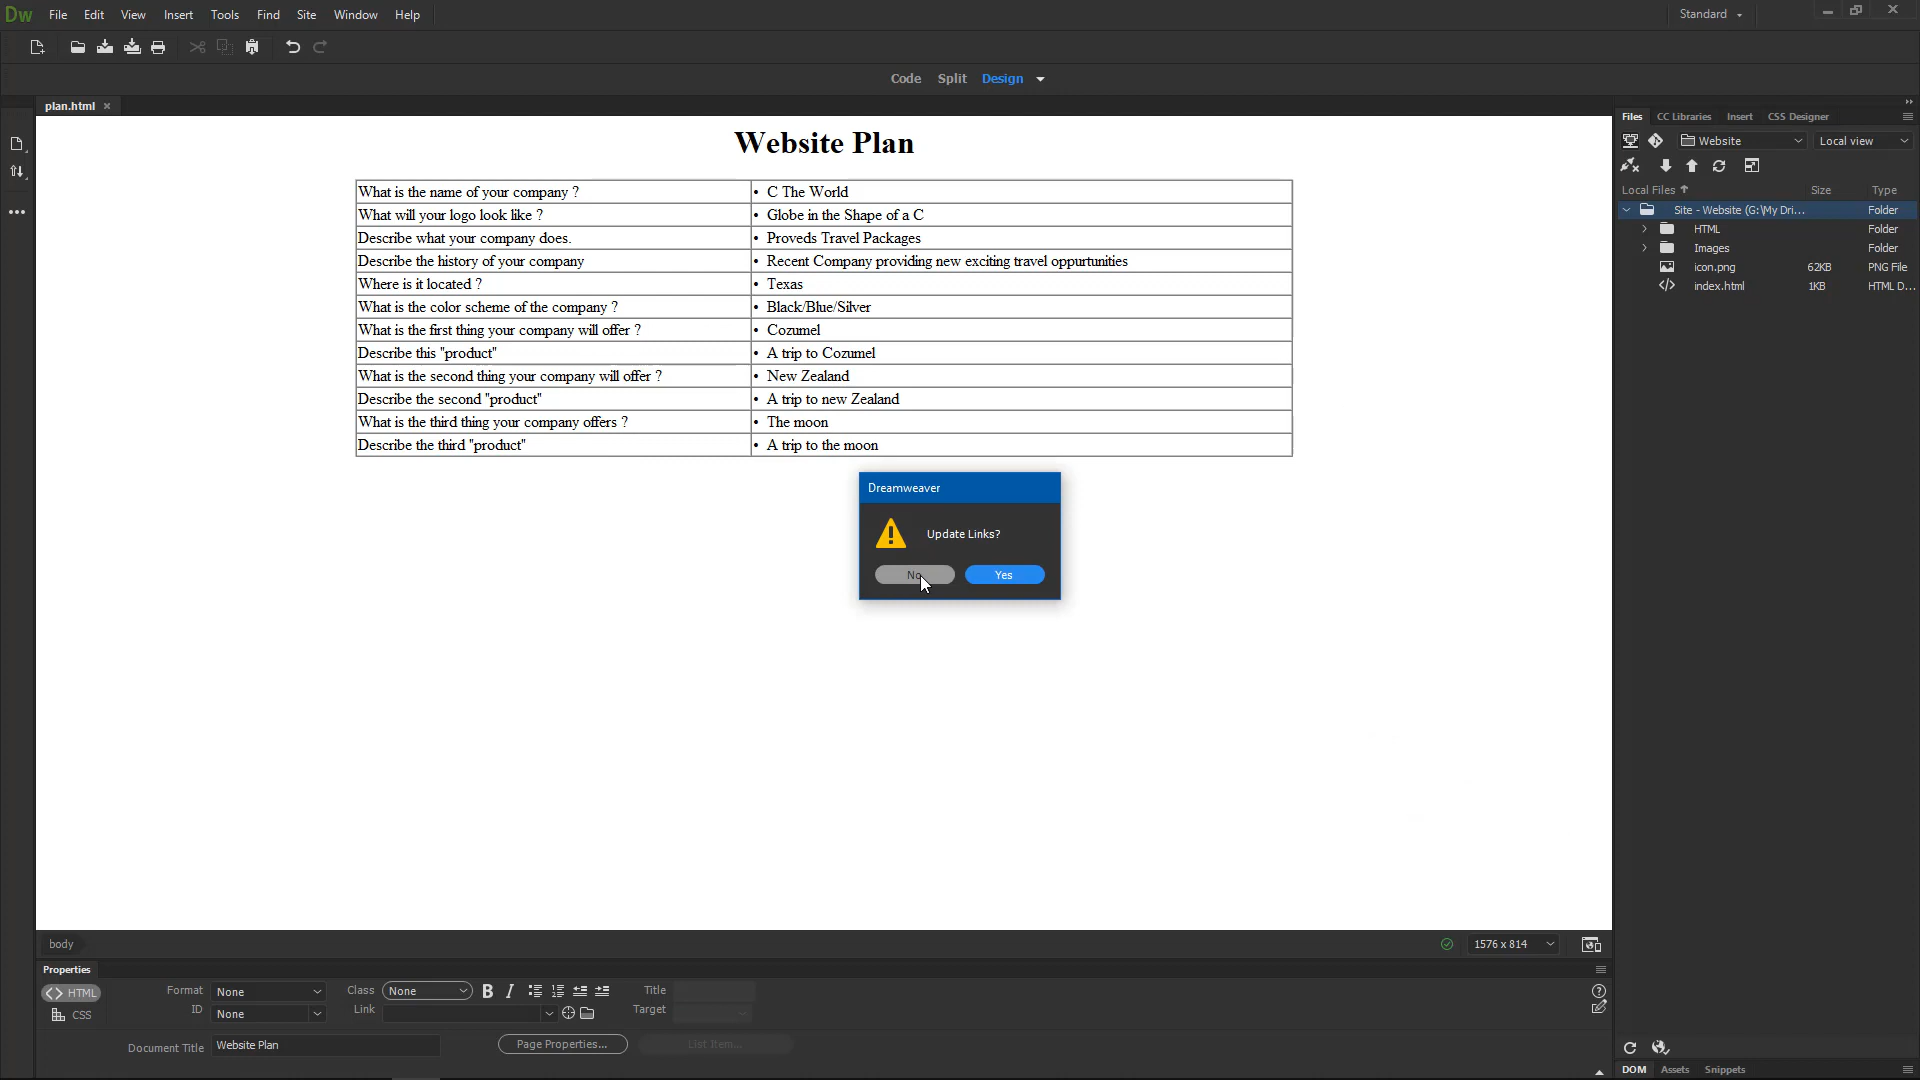 Dw File Edit View Insert Tools Find Site Window Help Standard
Code Split Design
plan.html
Website Plan
What is the name of your company ? • C The World
What will your logo look like ? • Globe in the Shape of a C
Describe what your company does. • Proveds Travel Packages
Describe the history of your company • Recent Company providing new exciting travel oppurtunities
Where is it located ? • Texas
What is the color scheme of the company ? • Black/Blue/Silver
What is the first thing your company will offer ? • Cozumel
Describe this "product" • A trip to Cozumel
What is the second thing your company will offer ? • New Zealand
Describe the second "product" • A trip to new Zealand
What is the third thing your company offers ? • The moon
Describe the third "product" • A trip to the moon
Dreamweaver
Update Links?
No Yes
Files CC Libraries Insert CSS Designer
Website Local view
Local Files Size Type
Site - Website (G:\My Dri... Folder
HTML Folder
Images Folder
icon.png 62KB PNG File
index.html 1KB HTML D...
body 1576 x 814
Properties
HTML Format None Class None Title
CSS ID None Link Target
Document Title Website Plan Page Properties... List Item...
DOM Assets Snippets